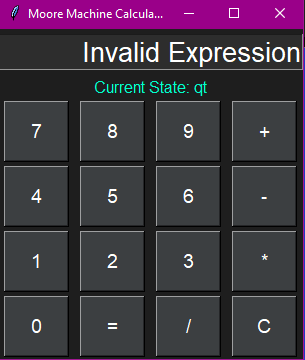 Moore Machine Calcula...
Invalid Expression
Current State: qt
7 8 9 +
4 5 6 -
1 2 3 *
0 = / C